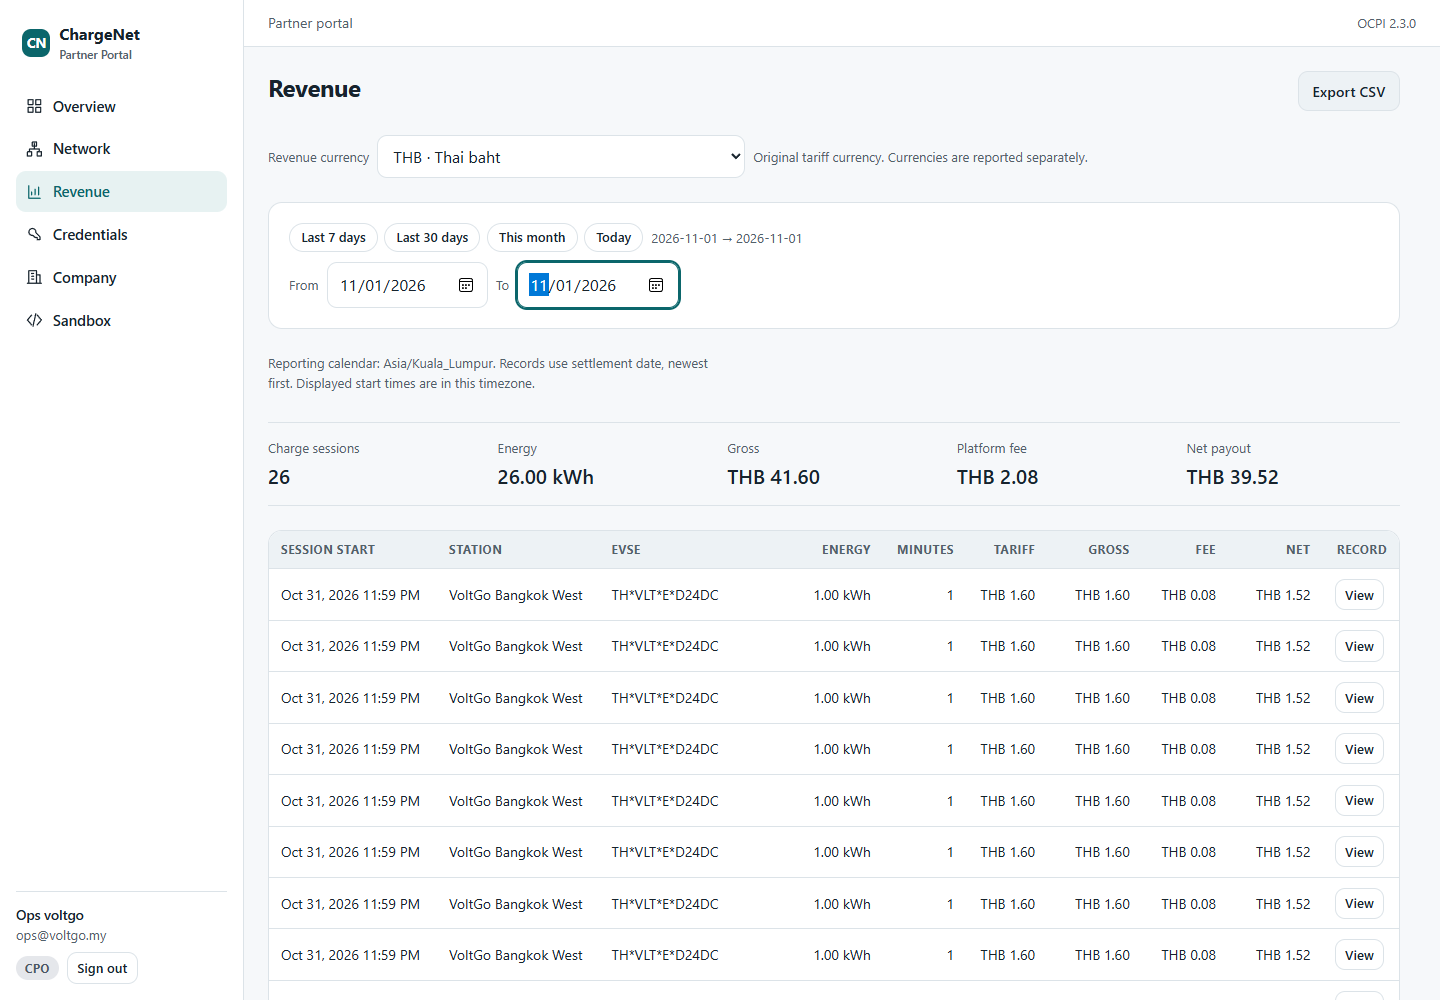 CN
ChargeNet
Partner Portal
Overview
Network
Revenue
Credentials
Company
Sandbox
Ops voltgo
ops@voltgo.my
CPO
Sign out
Partner portal
OCPI 2.3.0
Revenue
Export CSV
Revenue currency
THB · Thai baht
Original tariff currency. Currencies are reported separately.
Last 7 days
Last 30 days
This month
Today
2026-11-01 → 2026-11-01
From
11/01/2026
To
11/01/2026
Reporting calendar: Asia/Kuala_Lumpur. Records use settlement date, newest
first. Displayed start times are in this timezone.
Charge sessions
26
Energy
26.00 kWh
Gross
THB 41.60
Platform fee
THB 2.08
Net payout
THB 39.52
SESSION START STATION EVSE ENERGY MINUTES TARIFF GROSS FEE NET RECORD
Oct 31, 2026 11:59 PM VoltGo Bangkok West TH*VLT*E*D24DC 1.00 kWh 1 THB 1.60 THB 1.60 THB 0.08 THB 1.52 View
Oct 31, 2026 11:59 PM VoltGo Bangkok West TH*VLT*E*D24DC 1.00 kWh 1 THB 1.60 THB 1.60 THB 0.08 THB 1.52 View
Oct 31, 2026 11:59 PM VoltGo Bangkok West TH*VLT*E*D24DC 1.00 kWh 1 THB 1.60 THB 1.60 THB 0.08 THB 1.52 View
Oct 31, 2026 11:59 PM VoltGo Bangkok West TH*VLT*E*D24DC 1.00 kWh 1 THB 1.60 THB 1.60 THB 0.08 THB 1.52 View
Oct 31, 2026 11:59 PM VoltGo Bangkok West TH*VLT*E*D24DC 1.00 kWh 1 THB 1.60 THB 1.60 THB 0.08 THB 1.52 View
Oct 31, 2026 11:59 PM VoltGo Bangkok West TH*VLT*E*D24DC 1.00 kWh 1 THB 1.60 THB 1.60 THB 0.08 THB 1.52 View
Oct 31, 2026 11:59 PM VoltGo Bangkok West TH*VLT*E*D24DC 1.00 kWh 1 THB 1.60 THB 1.60 THB 0.08 THB 1.52 View
Oct 31, 2026 11:59 PM VoltGo Bangkok West TH*VLT*E*D24DC 1.00 kWh 1 THB 1.60 THB 1.60 THB 0.08 THB 1.52 View